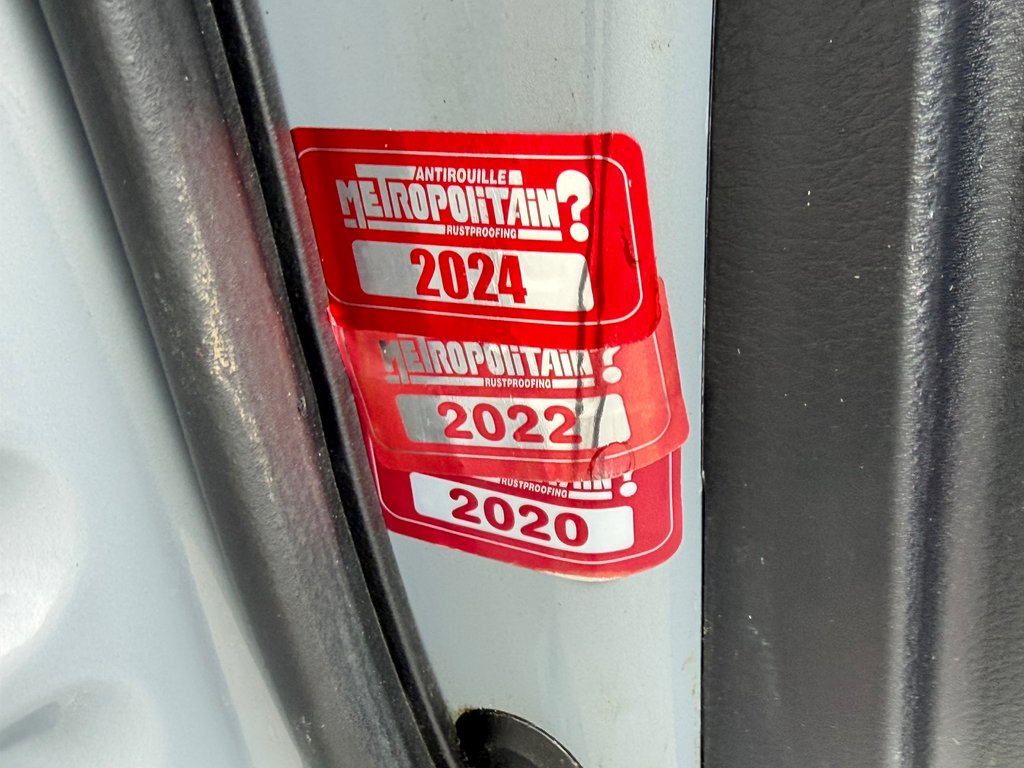 ANTIROUILLE
METROPOLITAIN?
RUSTPROOFING
2024
METROPOLITAIN?
RUSTPROOFING
2022
RUSTPROOFING
2020